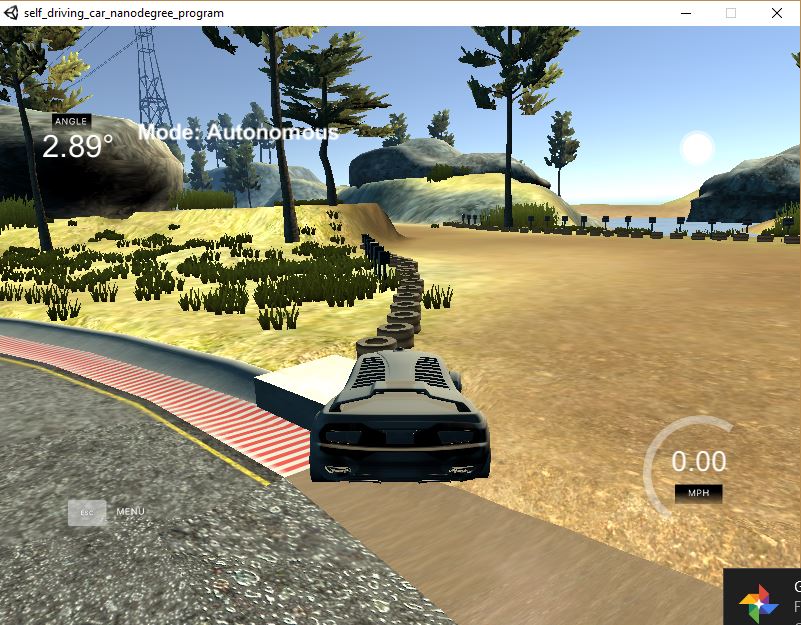 self_driving_car_nanodegree_program
ANGLE
2.89°
Mode: Autonomous
0.00
MPH
ESC
MENU